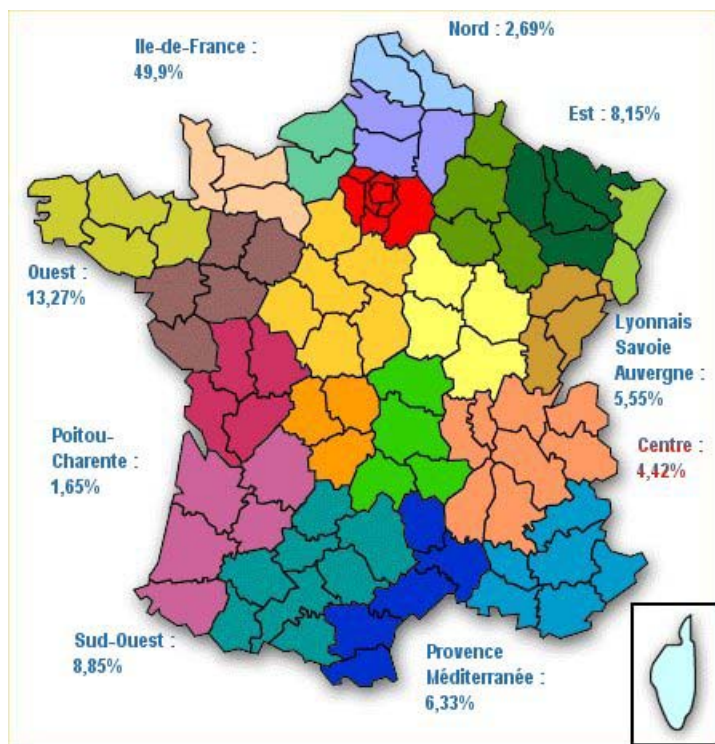 Ile-de-France :
49,9%
Nord : 2,69%
Est : 8,15%
Ouest :
13,27%
Lyonnais
Savoie
Auvergne :
5,55%
Poitou-
Charente :
1,65%
Centre :
4,42%
Sud-Ouest :
8,85%
Provence
Méditerranée :
6,33%